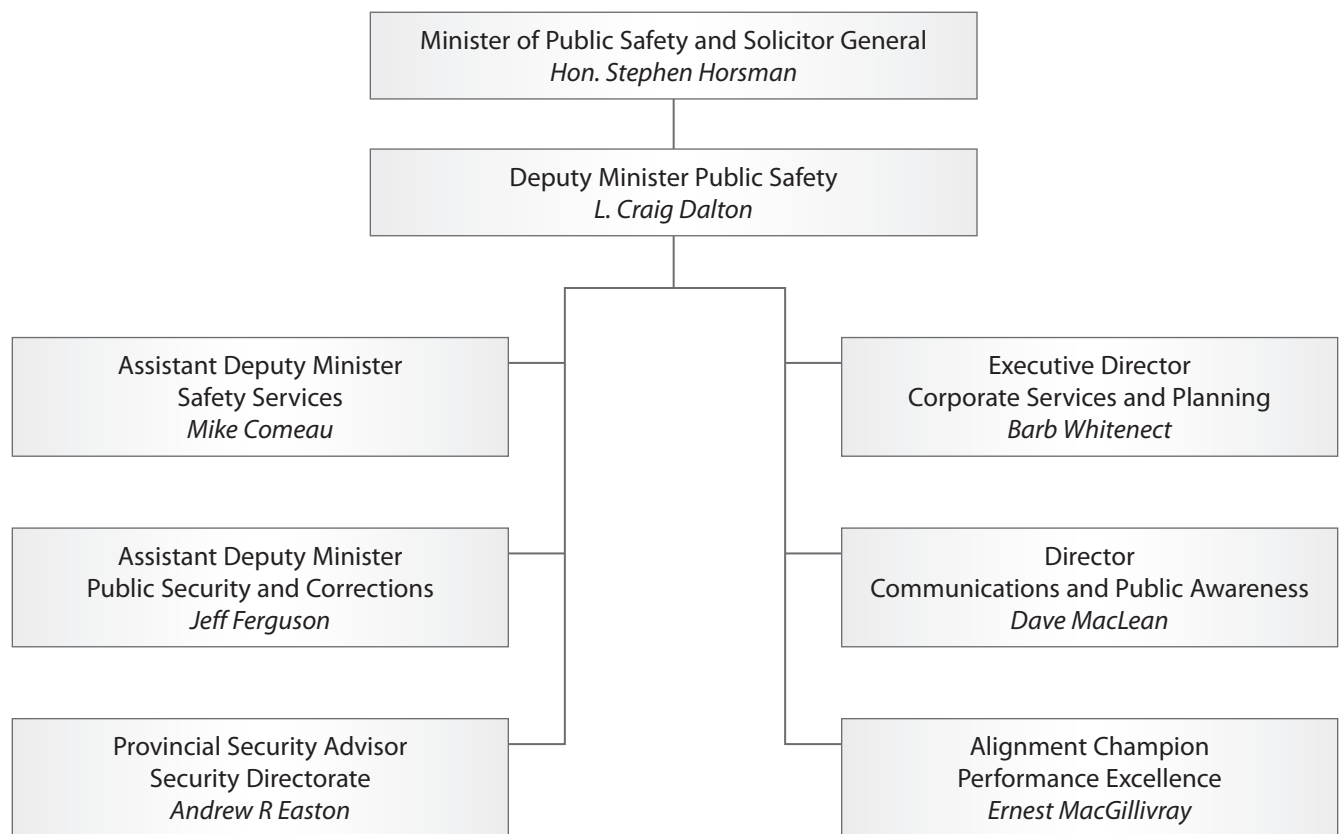 Minister of Public Safety and Solicitor General
Hon. Stephen Horsman
Deputy Minister Public Safety
L. Craig Dalton
Assistant Deputy Minister
Safety Services
Mike Comeau
Executive Director
Corporate Services and Planning
Barb Whitenect
Assistant Deputy Minister
Public Security and Corrections
Jeff Ferguson
Director
Communications and Public Awareness
Dave MacLean
Provincial Security Advisor
Security Directorate
Andrew R Easton
Alignment Champion
Performance Excellence
Ernest MacGillivray